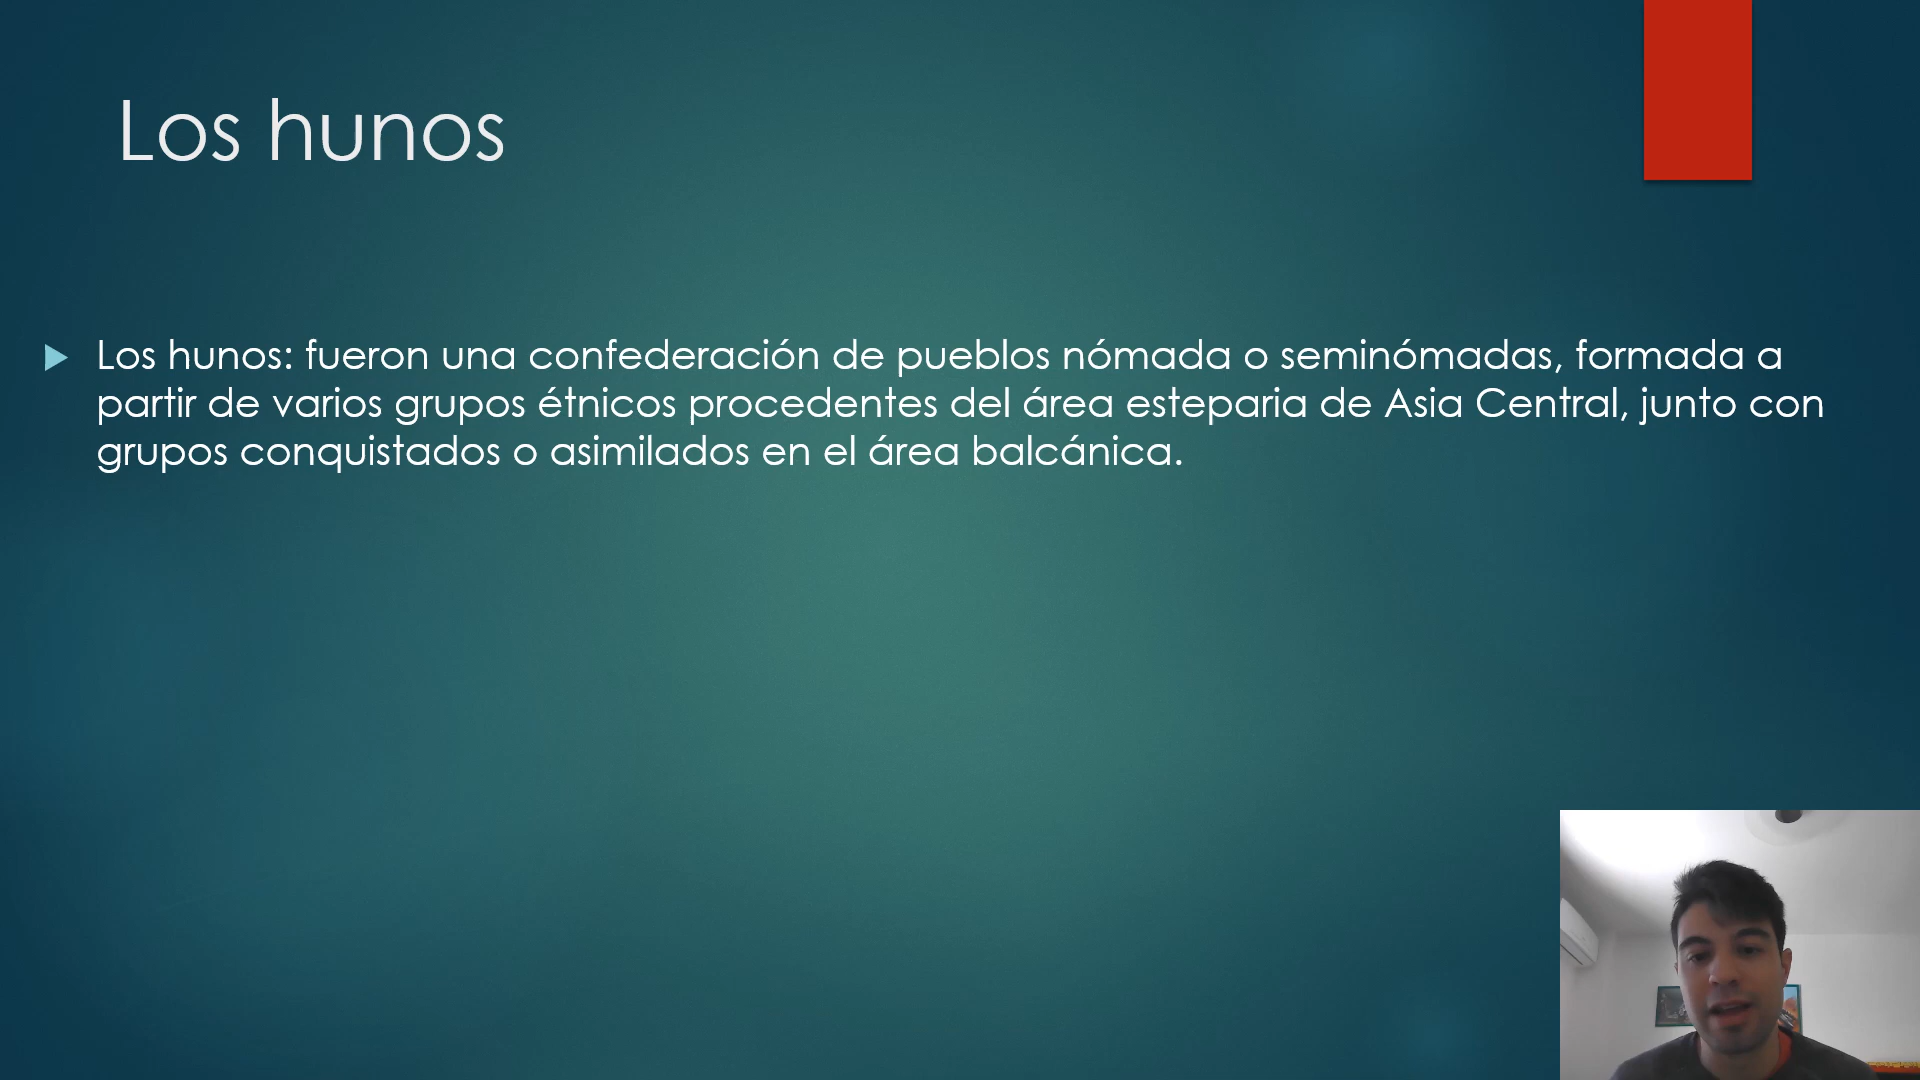 Los hunos
Los hunos: fueron una confederación de pueblos nómada o seminómadas, formada a
partir de varios grupos étnicos procedentes del área esteparia de Asia Central, junto con
grupos conquistados o asimilados en el área balcánica.